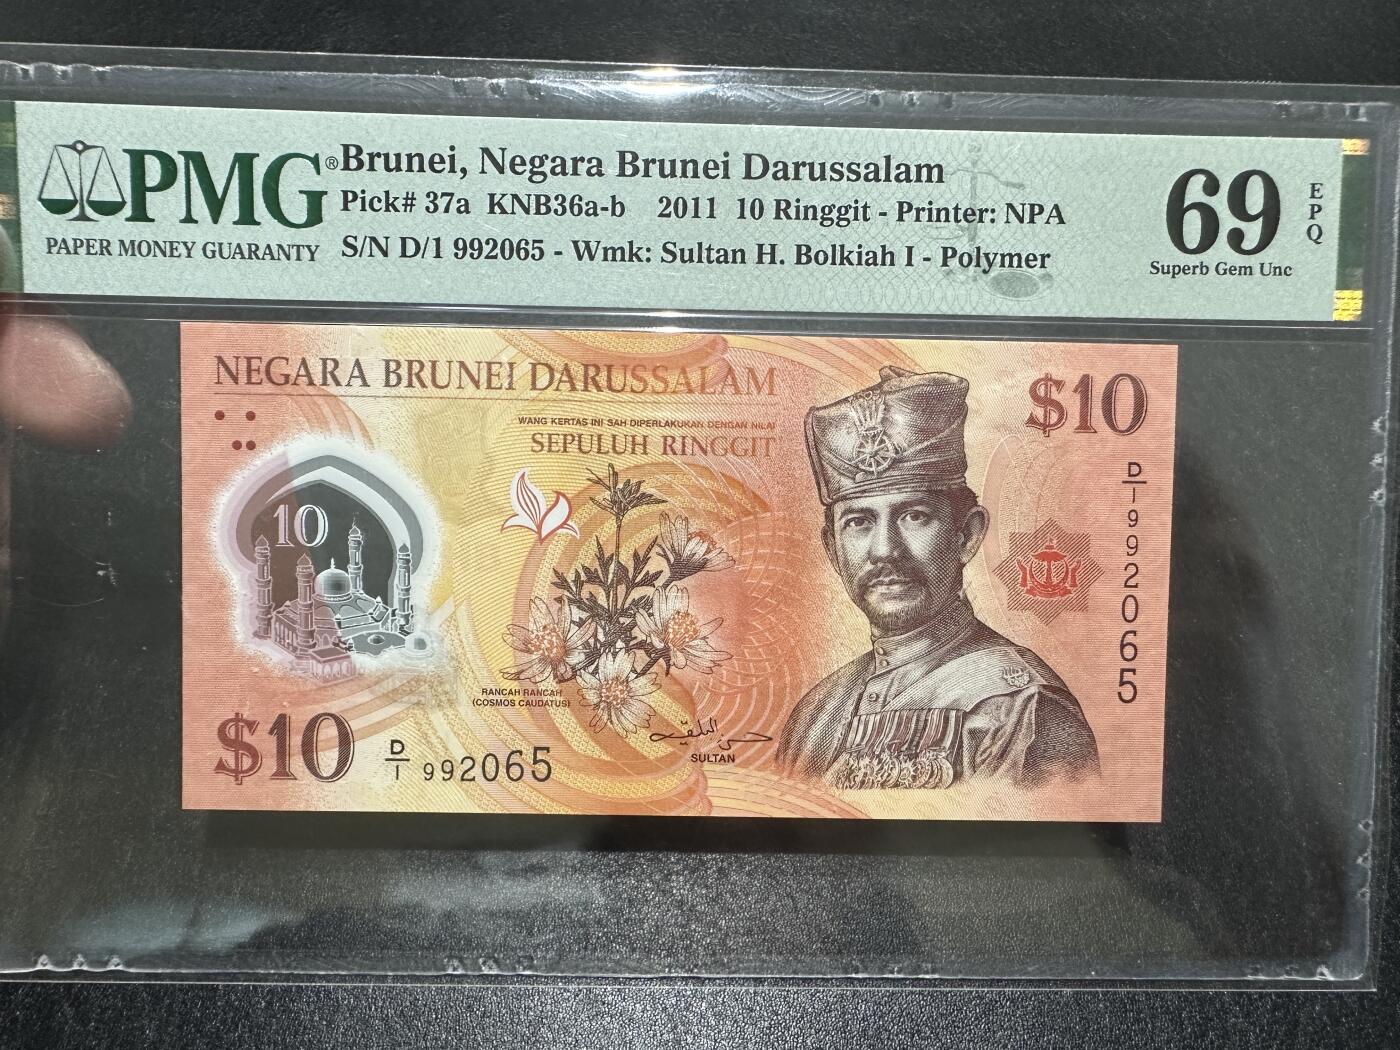 PMG®
PAPER MONEY GUARANTY
Brunei, Negara Brunei Darussalam
Pick# 37a KNB36a-b 2011 10 Ringgit - Printer: NPA
S/N D/1 992065 - Wmk: Sultan H. Bolkiah I - Polymer
69
EPQ
Superb Gem Unc
NEGARA BRUNEI DARUSSALAM
WANG KERTAS INI SAH DIPERLAKUKAN DENGAN NILAI
SEPULUH RINGGIT
$10
D/1 992065
10
RANCAH RANCAH
(COSMOS CAUDATUS)
SULTAN
$10
D/1 992065